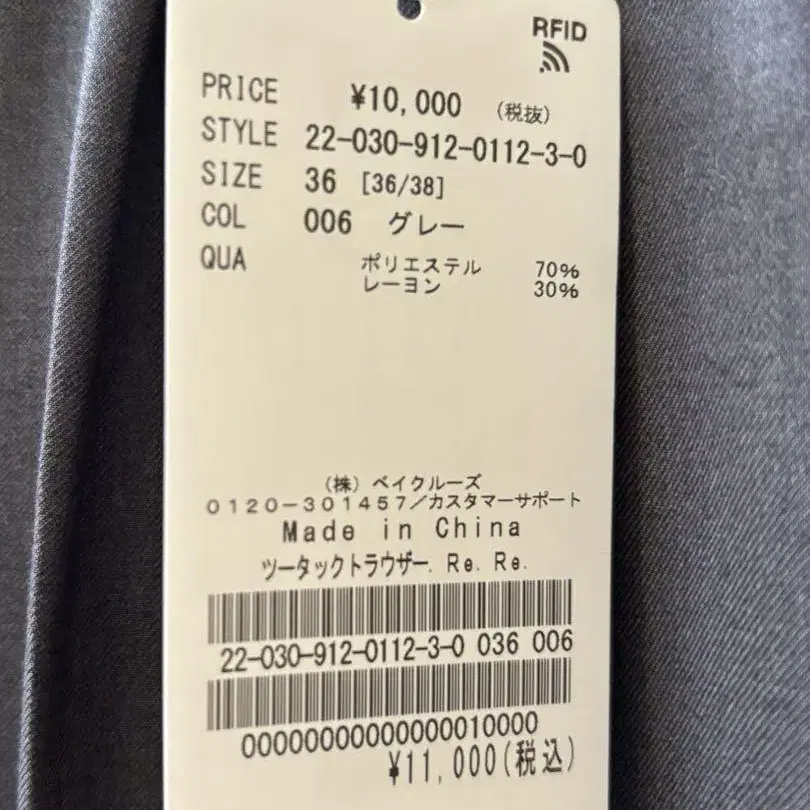 RFID
PRICE ¥10,000 (税抜)
STYLE 22-030-912-0112-3-0
SIZE 36 [36/38]
COL 006 グレー
QUA ポリエステル 70%
レーヨン 30%
(株) ベイクルーズ
0120-301457/カスタマーサポート
Made in China
ツータックトラウザー. Re. Re.
22-030-912-0112-3-0 036 006
00000000000000010000
¥11,000(税込)